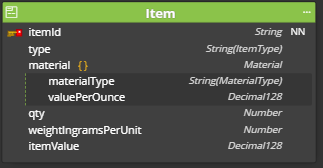 Item ...
itemId String NN
type String(ItemType)
material { } Material
materialType String(MaterialType)
valuePerOunce Decimal128
qty Number
weightIngramsPerUnit Number
itemValue Decimal128